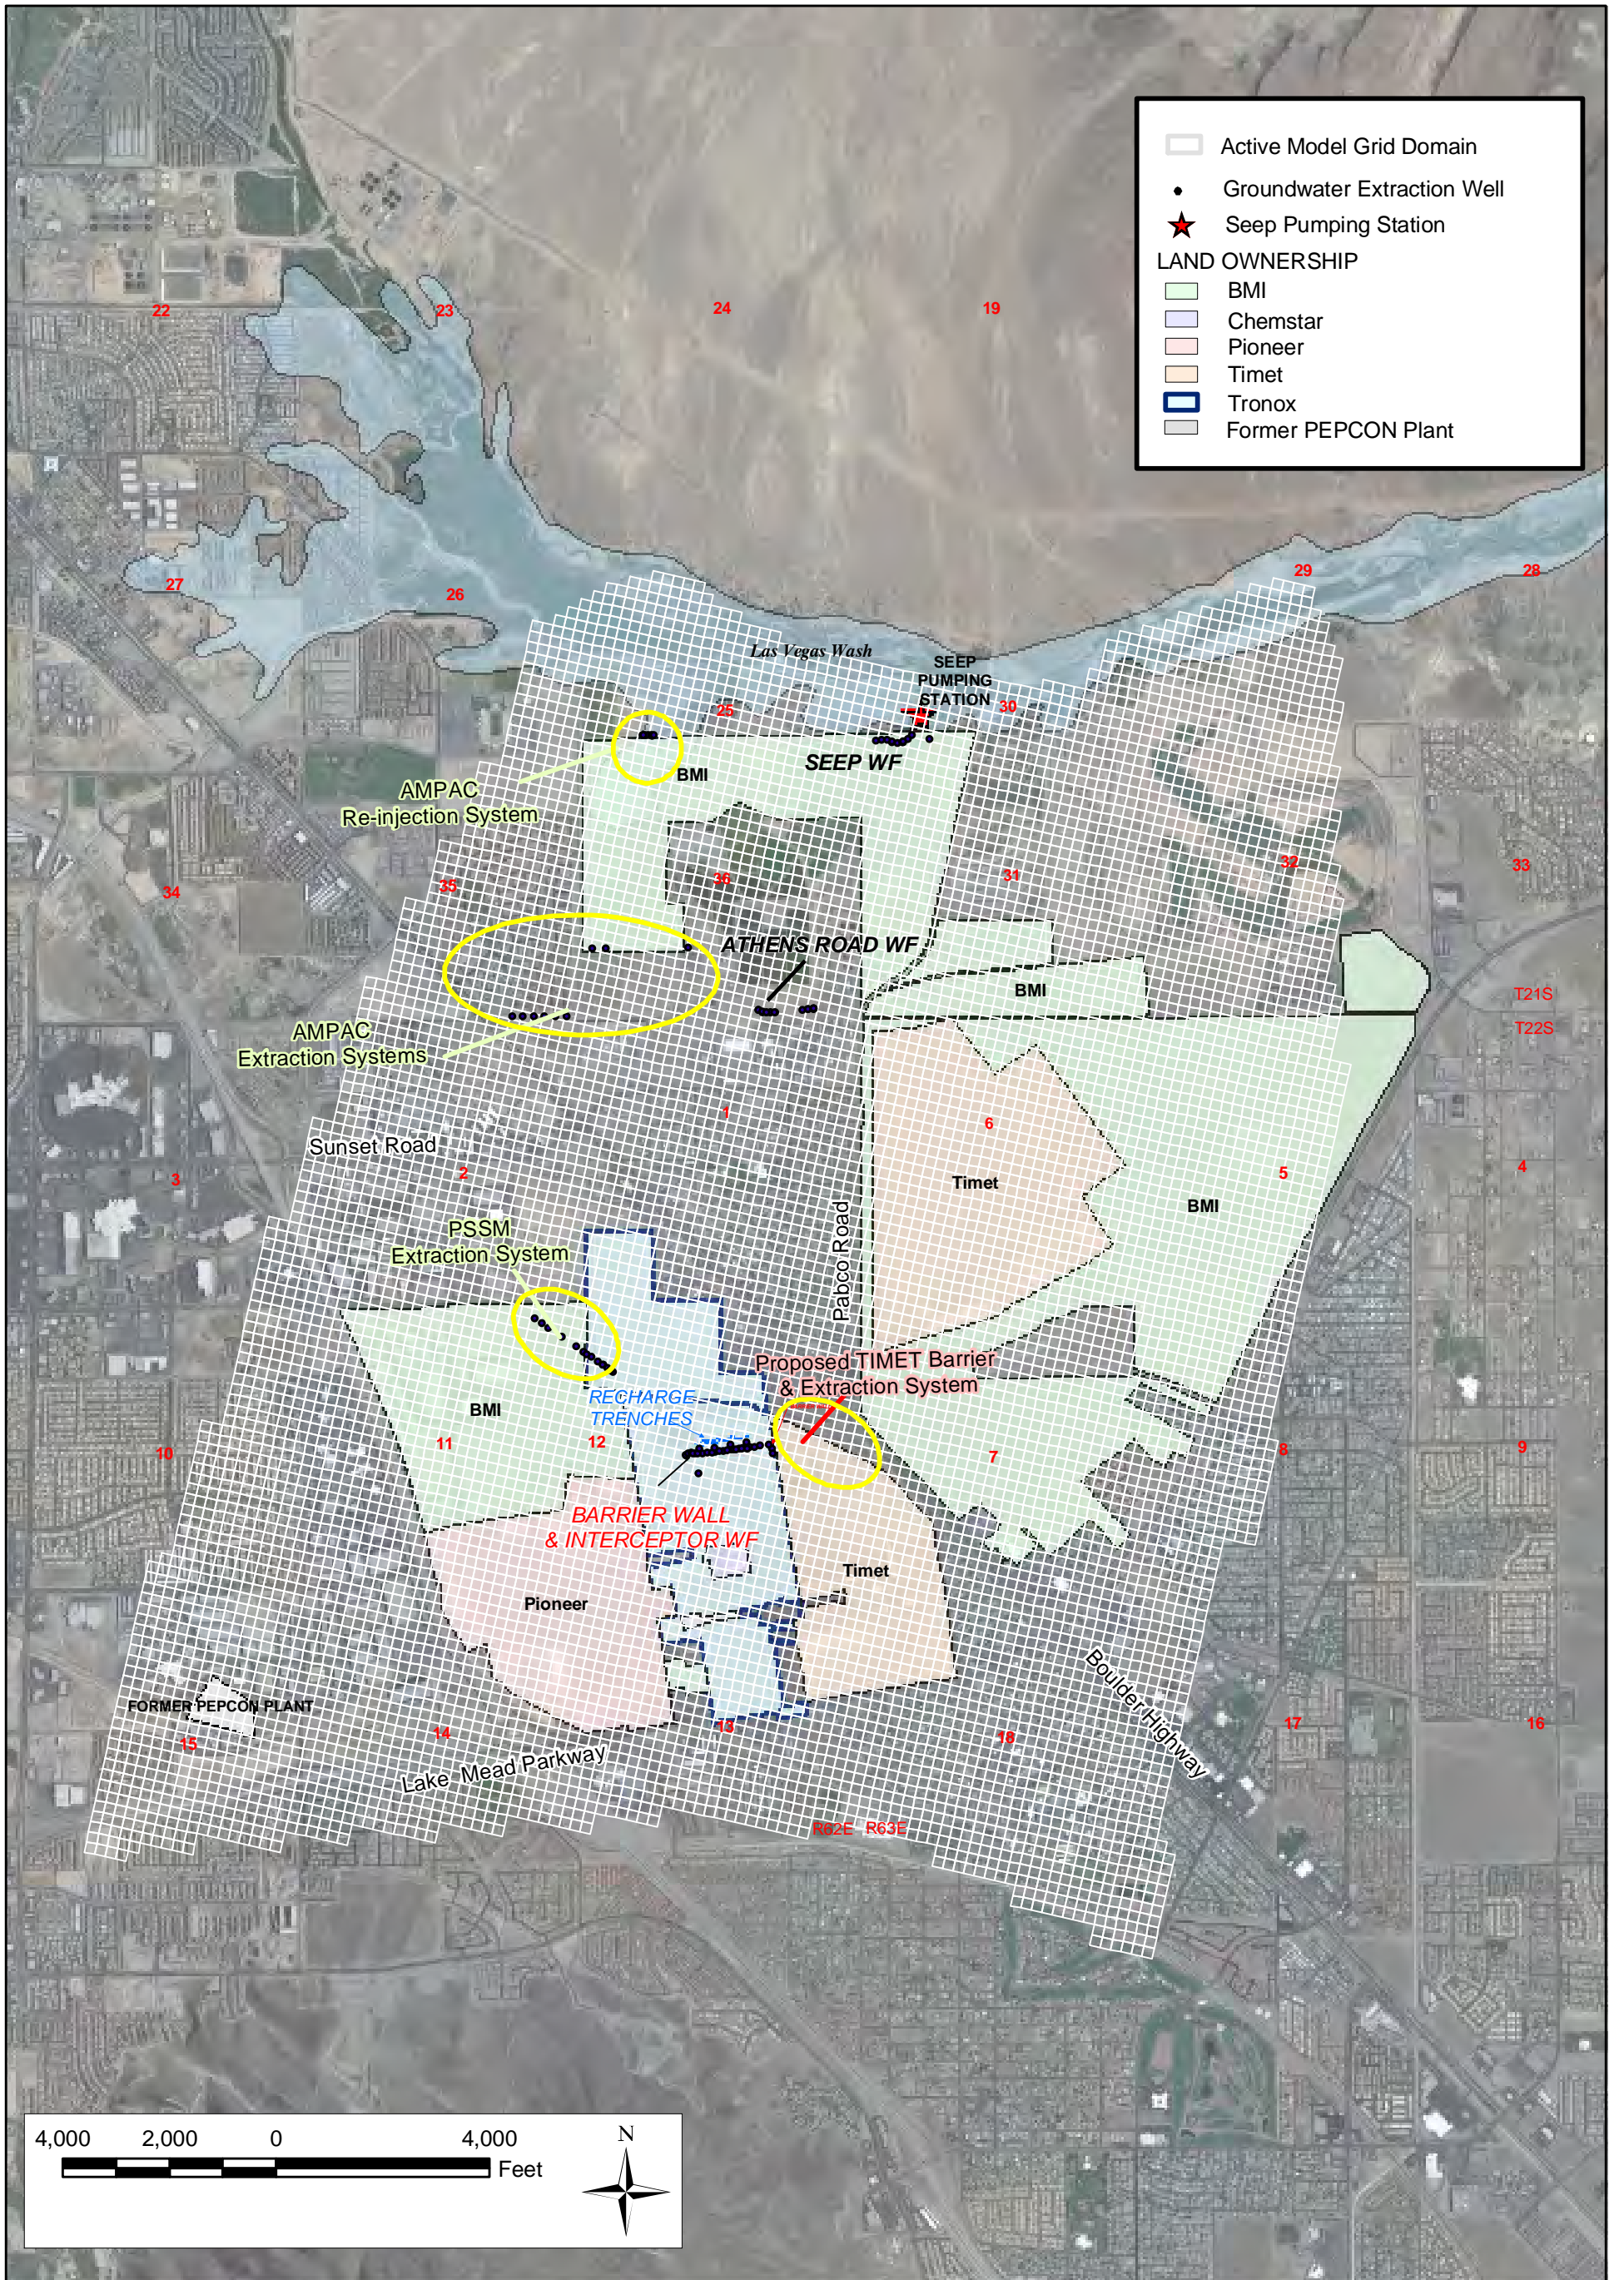 Active Model Grid Domain
Groundwater Extraction Well
Seep Pumping Station
LAND OWNERSHIP
BMI
Chemstar
Pioneer
Timet
Tronox
Former PEPCON Plant
22
23
24
19
27
26
29
28
Las Vegas Wash
SEEP
PUMPING
STATION
25
30
SEEP WF
BMI
AMPAC
Re-injection System
34
35
36
31
32
33
ATHENS ROAD WF
BMI
T21S
T22S
AMPAC
Extraction Systems
1
6
Sunset Road
2
3
Timet
5
4
BMI
Pabco Road
PSSM
Extraction System
Proposed TIMET Barrier
& Extraction System
RECHARGE
TRENCHES
BMI
10
11
12
7
8
9
BARRIER WALL
& INTERCEPTOR WF
Timet
Pioneer
FORMER PEPCON PLANT
Boulder Highway
15
14
13
18
17
16
Lake Mead Parkway
R62E R63E
4,000 2,000 0 4,000
Feet
N